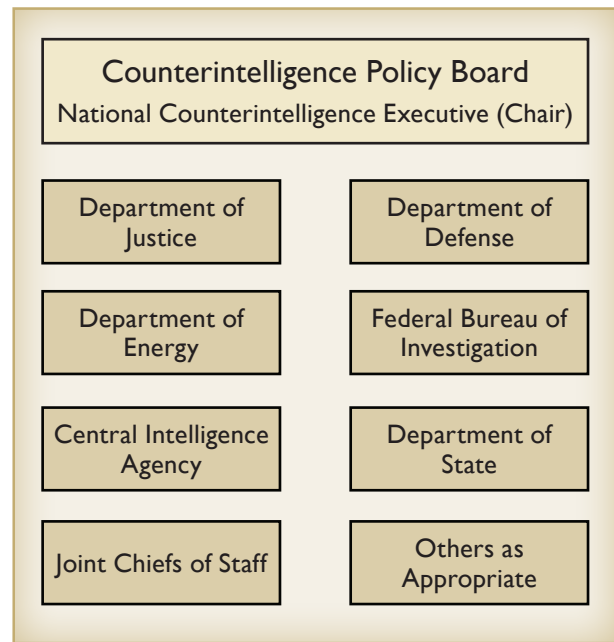 Counterintelligence Policy Board
National Counterintelligence Executive (Chair)
Department of
Justice
Department of
Defense
Department of
Energy
Federal Bureau of
Investigation
Central Intelligence
Agency
Department of
State
Joint Chiefs of Staff
Others as
Appropriate